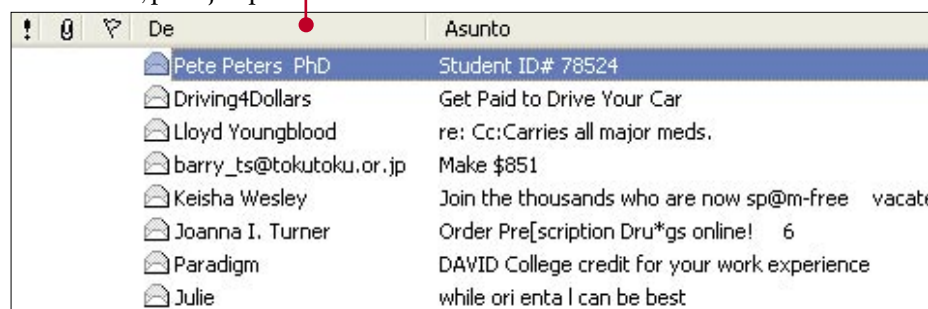 ! De Asunto
Pete Peters PhD Student ID# 78524
Driving4Dollars Get Paid to Drive Your Car
Lloyd Youngblood re: Cc:Carries all major meds.
barry_ts@tokutoku.or.jp Make $851
Keisha Wesley Join the thousands who are now sp@m-free vacate
Joanna I. Turner Order Pre[scription Dru*gs online! 6
Paradigm DAVID College credit for your work experience
Julie while ori enta l can be best